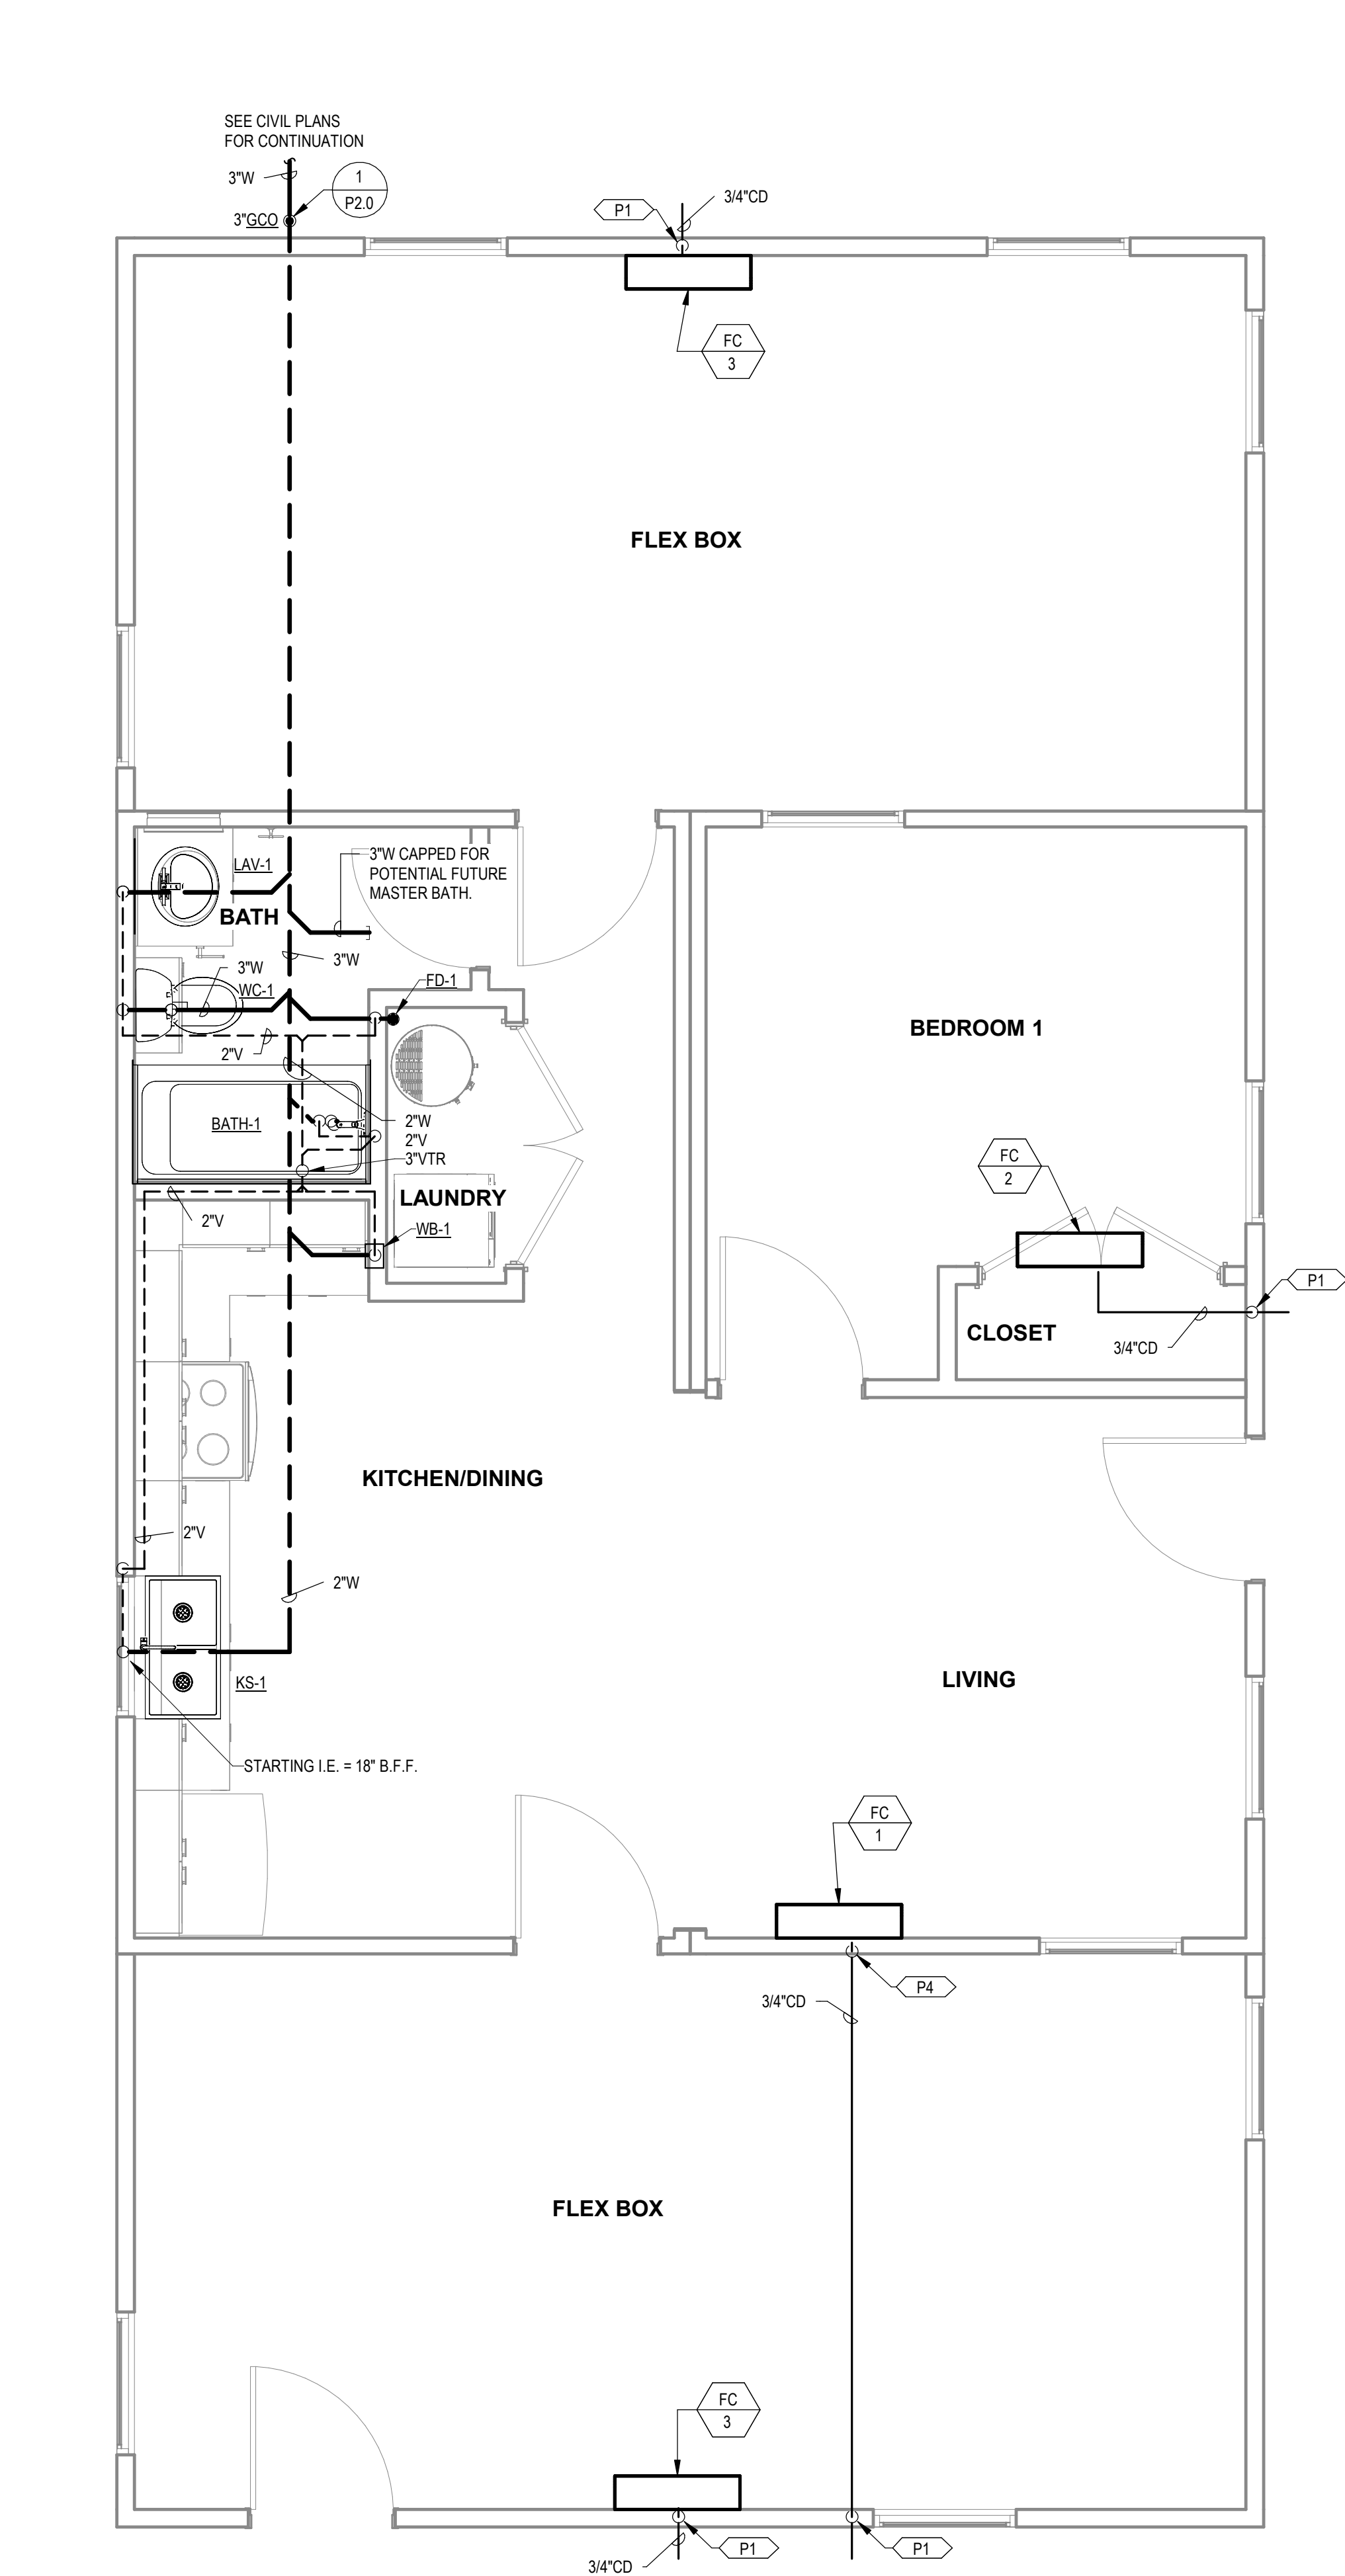 SEE CIVIL PLANS
FOR CONTINUATION
3"W
1
P2.0
3"GCO
P1
3/4"CD
FC
3
FLEX BOX
LAV-1
BATH
3"W CAPPED FOR
POTENTIAL FUTURE
MASTER BATH.
3"W
3"W
WC-1
FD-1
2"V
BEDROOM 1
BATH-1
2"W
2"V
3"VTR
FC
2
LAUNDRY
2"V
WB-1
P1
CLOSET
3/4"CD
KITCHEN/DINING
2"V
2"W
KS-1
LIVING
STARTING I.E. = 18" B.F.F.
FC
1
P4
3/4"CD
FLEX BOX
FC
3
P1
P1
3/4"CD